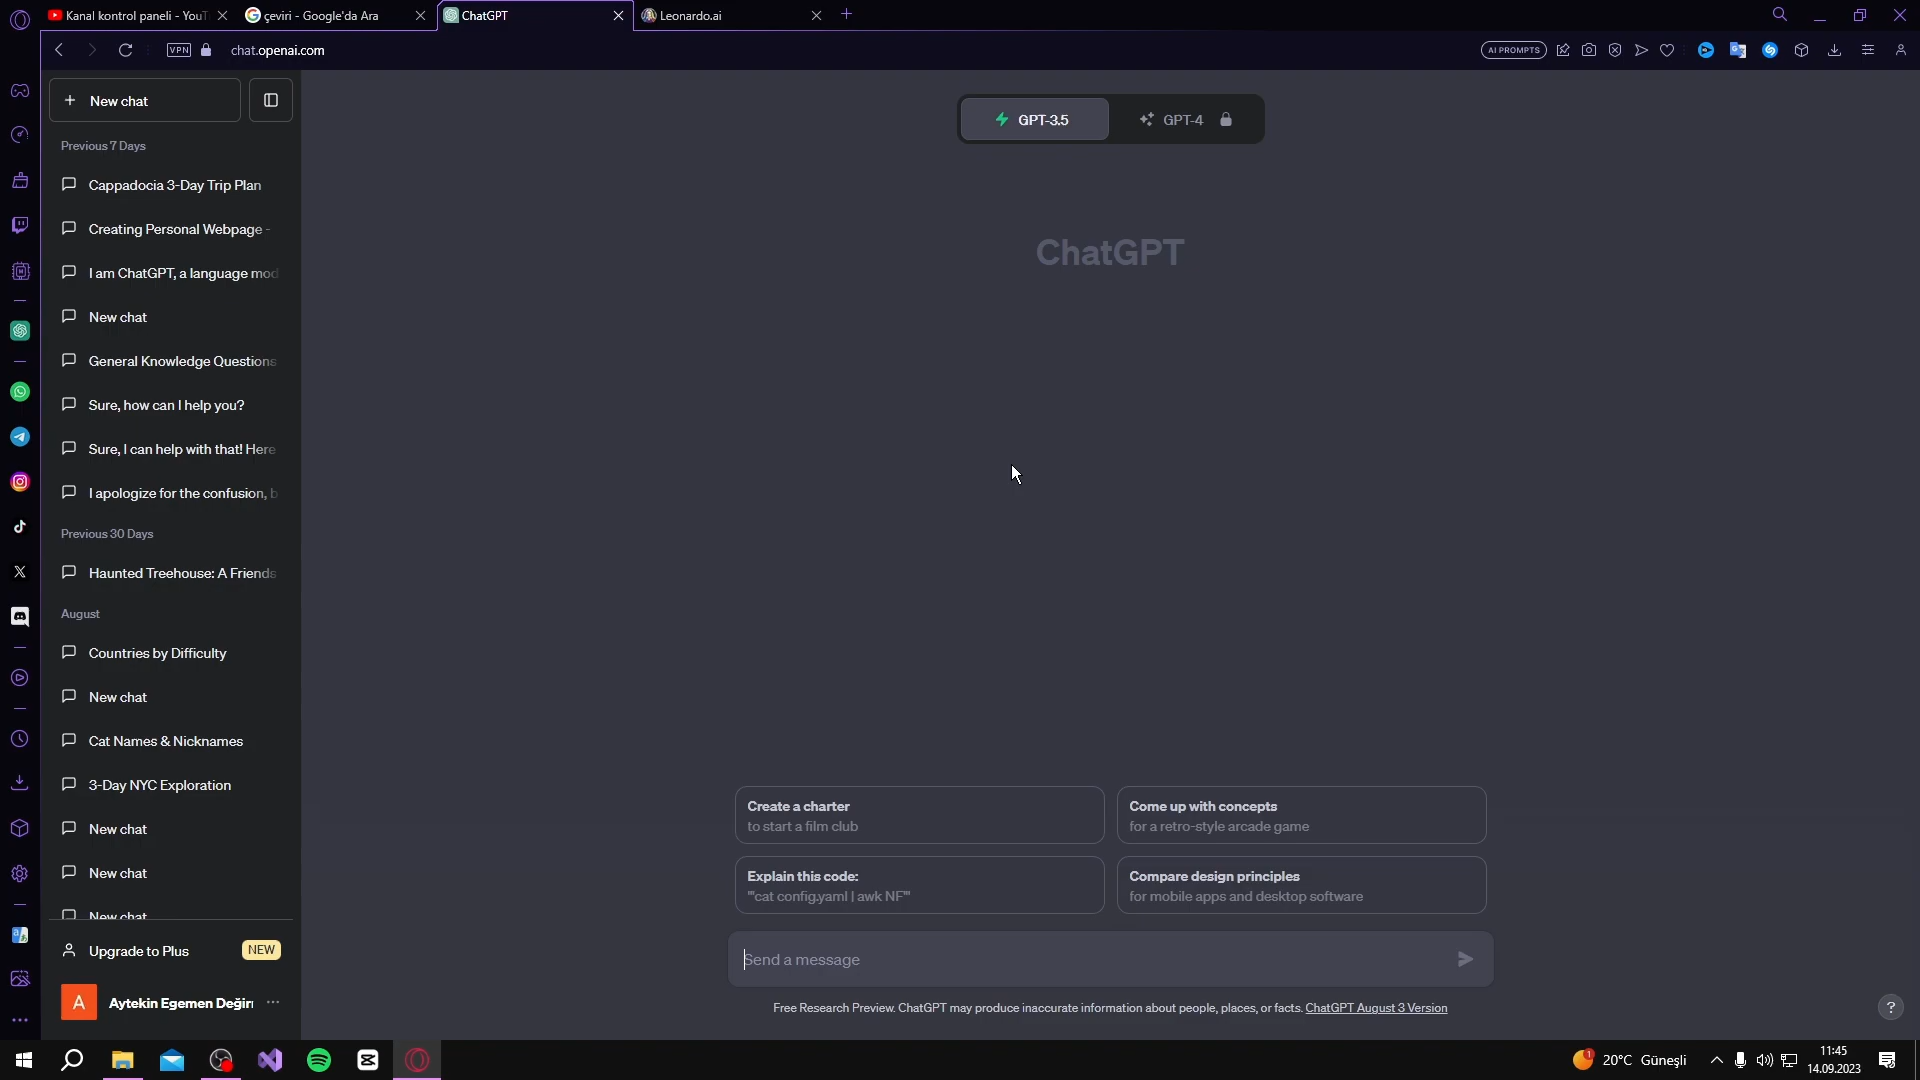 Kanal kontrol paneli - YouT
çeviri - Google'da Ara
ChatGPT
Leonardo.ai
VPN
chat.openai.com
AI PROMPTS
New chat
Previous 7 Days
Cappadocia 3-Day Trip Plan
Creating Personal Webpage -
I am ChatGPT, a language mod
New chat
General Knowledge Questions
Sure, how can I help you?
Sure, I can help with that! Here
I apologize for the confusion, b
Previous 30 Days
Haunted Treehouse: A Friends
August
Countries by Difficulty
New chat
Cat Names & Nicknames
3-Day NYC Exploration
New chat
New chat
New chat
Upgrade to Plus
NEW
A
Aytekin Egemen Değirı
GPT-3.5
GPT-4
ChatGPT
Create a charter
to start a film club
Come up with concepts
for a retro-style arcade game
Explain this code:
"'cat config.yaml | awk NF'"
Compare design principles
for mobile apps and desktop software
Send a message
Free Research Preview. ChatGPT may produce inaccurate information about people, places, or facts. ChatGPT August 3 Version
?
1
20°C Güneşli
11:45
14.09.2023